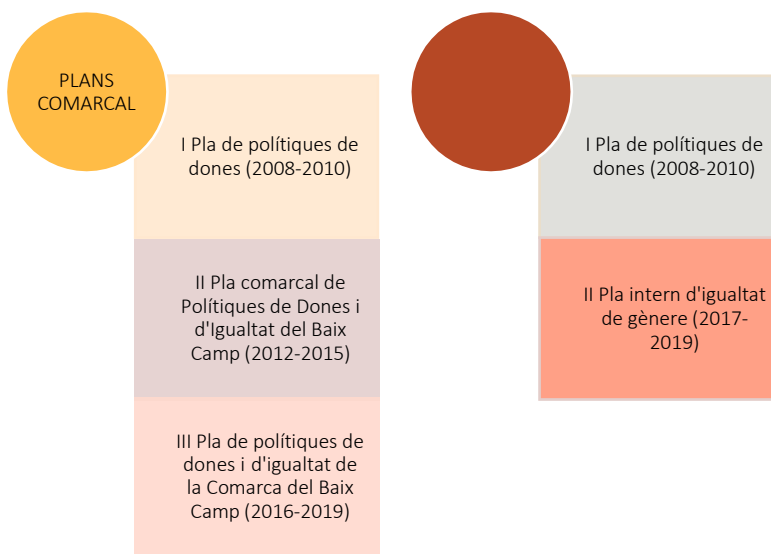 PLANS
COMARCAL
I Pla de polítiques de
dones (2008-2010)
II Pla comarcal de
Polítiques de Dones i
d'Igualtat del Baix
Camp (2012-2015)
III Pla de polítiques de
dones i d'igualtat de
la Comarca del Baix
Camp (2016-2019)
I Pla de polítiques de
dones (2008-2010)
II Pla intern d'igualtat
de gènere (2017-
2019)